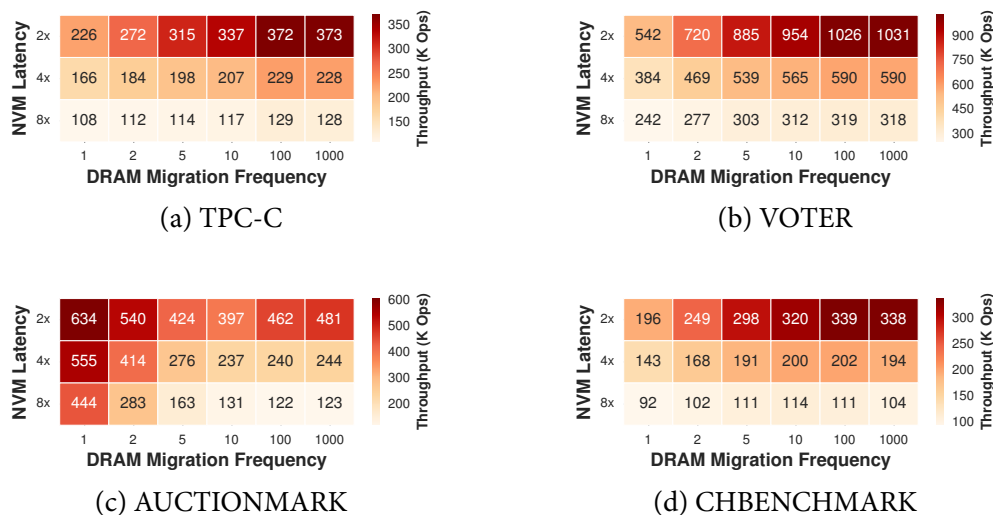 NVM Latency
2x 226 272 315 337 372 373
4x 166 184 198 207 229 228
8x 108 112 114 117 129 128
1 2 5 10 100 1000
DRAM Migration Frequency
350
300
250
200
150
Throughput (K Ops)
(a) TPC-C
NVM Latency
2x 542 720 885 954 1026 1031
4x 384 469 539 565 590 590
8x 242 277 303 312 319 318
1 2 5 10 100 1000
DRAM Migration Frequency
900
750
600
450
300
Throughput (K Ops)
(b) VOTER
NVM Latency
2x 634 540 424 397 462 481
4x 555 414 276 237 240 244
8x 444 283 163 131 122 123
1 2 5 10 100 1000
DRAM Migration Frequency
600
500
400
300
200
Throughput (K Ops)
(c) AUCTIONMARK
NVM Latency
2x 196 249 298 320 339 338
4x 143 168 191 200 202 194
8x 92 102 111 114 111 104
1 2 5 10 100 1000
DRAM Migration Frequency
300
250
200
150
100
Throughput (K Ops)
(d) CHBENCHMARK